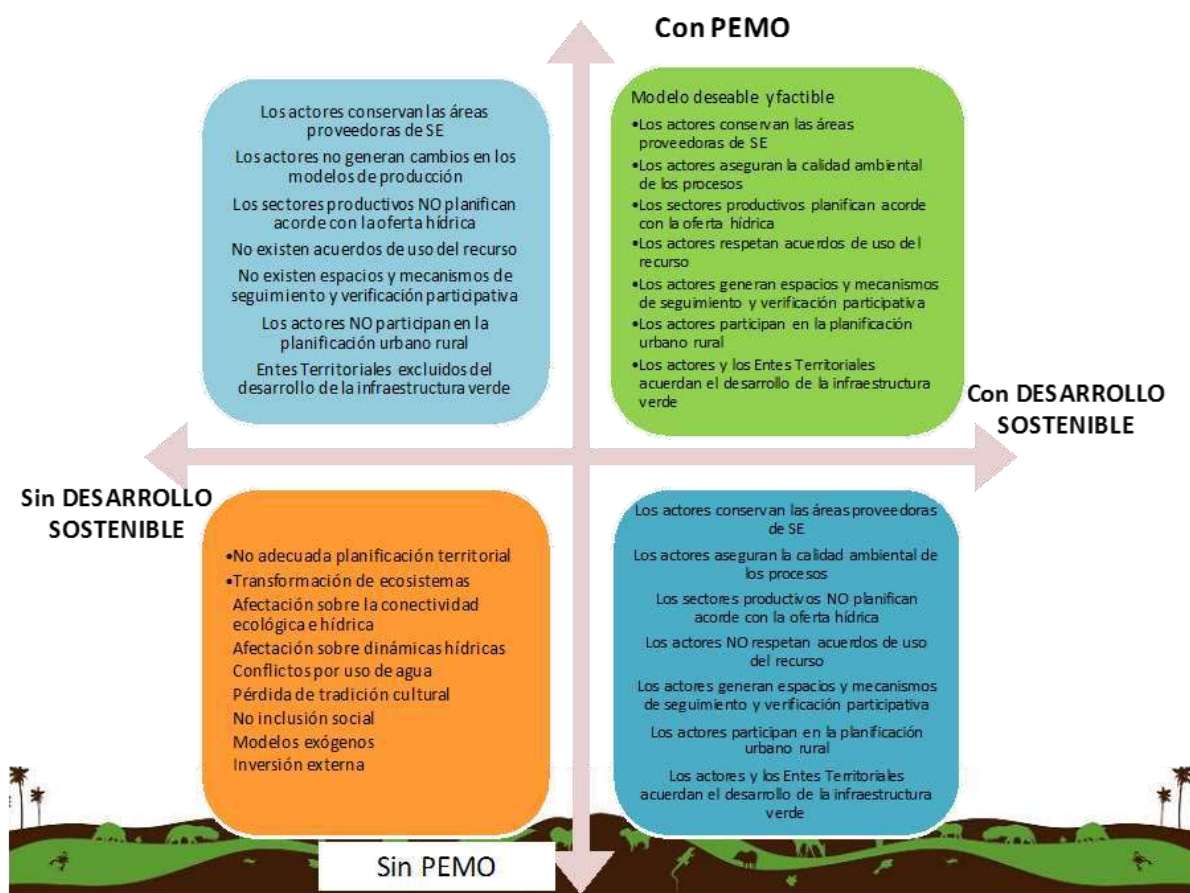 Con PEMO
Los actores conservan las áreas
proveedoras de SE
Los actores no generan cambios en los
modelos de producción
Los sectores productivos NO planifican
acorde con la oferta hídrica
No existen acuerdos de uso del recurso
No existen espacios y mecanismos de
seguimiento y verificación participativa
Los actores NO participan en la
planificación urbano rural
Entes Territoriales excluidos del
desarrollo de la infraestructura verde
Modelo deseable y factible
•Los actores conservan las áreas
proveedoras de SE
•Los actores aseguran la calidad ambiental
de los procesos
•Los sectores productivos planifican acorde
con la oferta hídrica
•Los actores respetan acuerdos de uso del
recurso
•Los actores generan espacios y mecanismos
de seguimiento y verificación participativa
•Los actores participan en la planificación
urbano rural
•Los actores y los Entes Territoriales
acuerdan el desarrollo de la infraestructura
verde
Con DESARROLLO
SOSTENIBLE
Sin DESARROLLO
SOSTENIBLE
•No adecuada planificación territorial
•Transformación de ecosistemas
Afectación sobre la conectividad
ecológica e hídrica
Afectación sobre dinámicas hídricas
Conflictos por uso de agua
Pérdida de tradición cultural
No inclusión social
Modelos exógenos
Inversión externa
Los actores conservan las áreas proveedoras
de SE
Los actores aseguran la calidad ambiental de
los procesos
Los sectores productivos NO planifican
acorde con la oferta hídrica
Los actores NO respetan acuerdos de uso
del recurso
Los actores generan espacios y mecanismos
de seguimiento y verificación participativa
Los actores participan en la planificación
urbano rural
Los actores y los Entes Territoriales
acuerdan el desarrollo de la infraestructura
verde
Sin PEMO